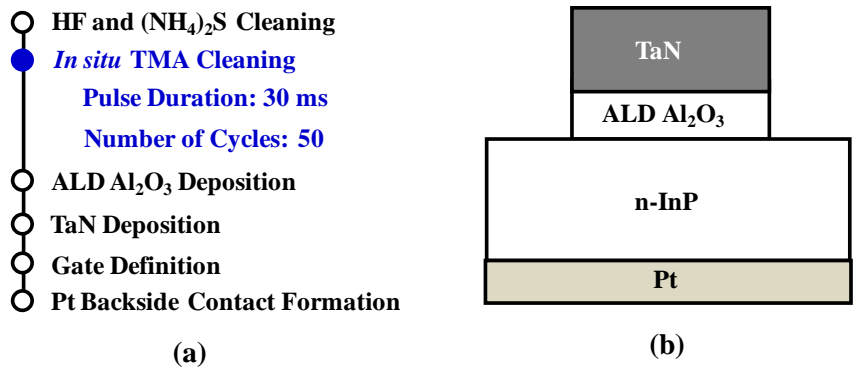 HF and (NH₄)₂S Cleaning
In situ TMA Cleaning
Pulse Duration: 30 ms
Number of Cycles: 50
ALD Al₂O₃ Deposition
TaN Deposition
Gate Definition
Pt Backside Contact Formation
(a)
TaN
ALD Al₂O₃
n-InP
Pt
(b)